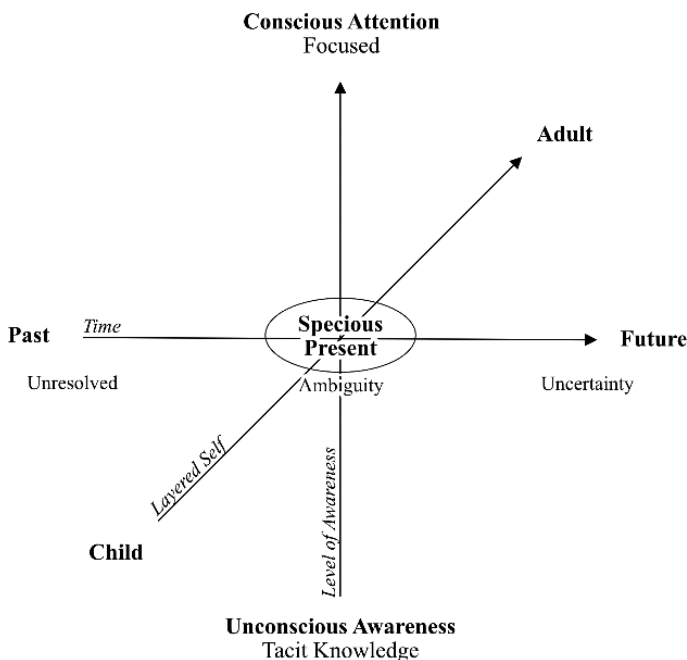 Conscious Attention
Focused
Adult
Time
Past
Specious
Present
Future
Unresolved
Ambiguity
Uncertainty
Layered Self
Level of Awareness
Child
Unconscious Awareness
Tacit Knowledge